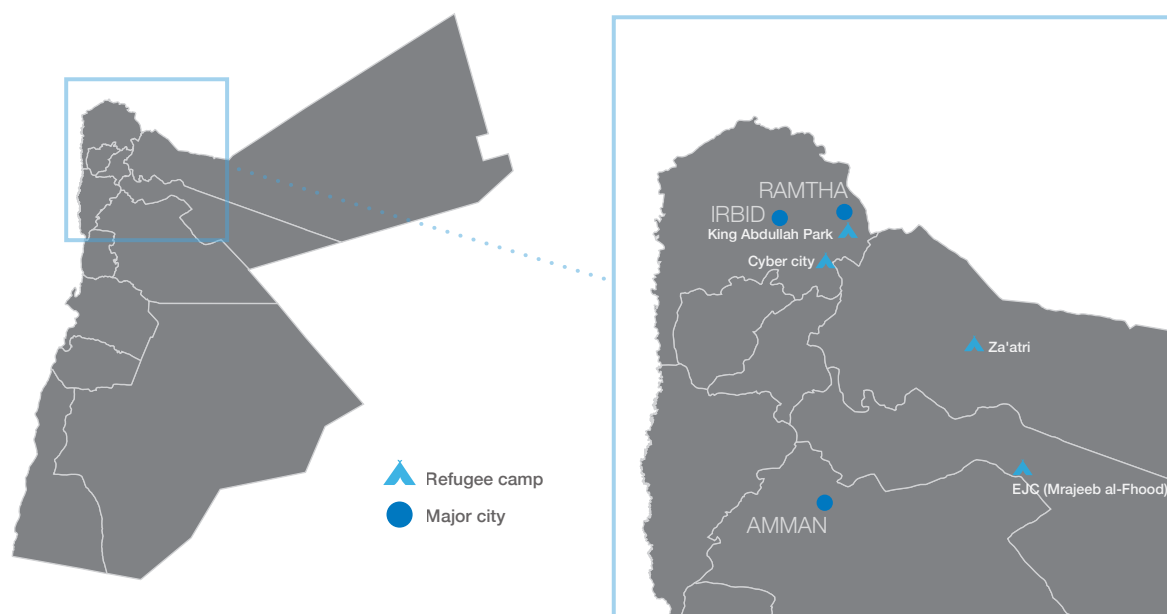 RAMTHA
IRBID
King Abdullah Park
Cyber city
Za'atri
EJC (Mrajeeb al-Fhood)
AMMAN
Refugee camp
Major city